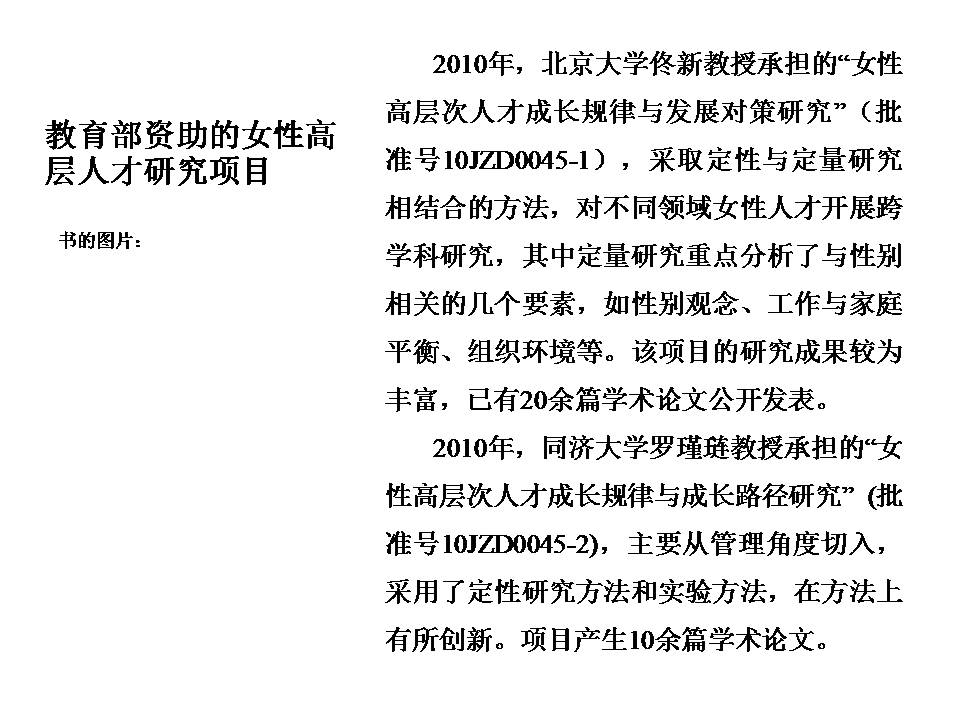 教育部资助的女性高
层人才研究项目
书的图片：
2010年，北京大学佟新教授承担的“女性
高层次人才成长规律与发展对策研究”（批
准号10JZD0045-1），采取定性与定量研究
相结合的方法，对不同领域女性人才开展跨
学科研究，其中定量研究重点分析了与性别
相关的几个要素，如性别观念、工作与家庭
平衡、组织环境等。该项目的研究成果较为
丰富，已有20余篇学术论文公开发表。
2010年，同济大学罗瑾琏教授承担的“女
性高层次人才成长规律与成长路径研究” (批
准号10JZD0045-2)，主要从管理角度切入，
采用了定性研究方法和实验方法，在方法上
有所创新。项目产生10余篇学术论文。